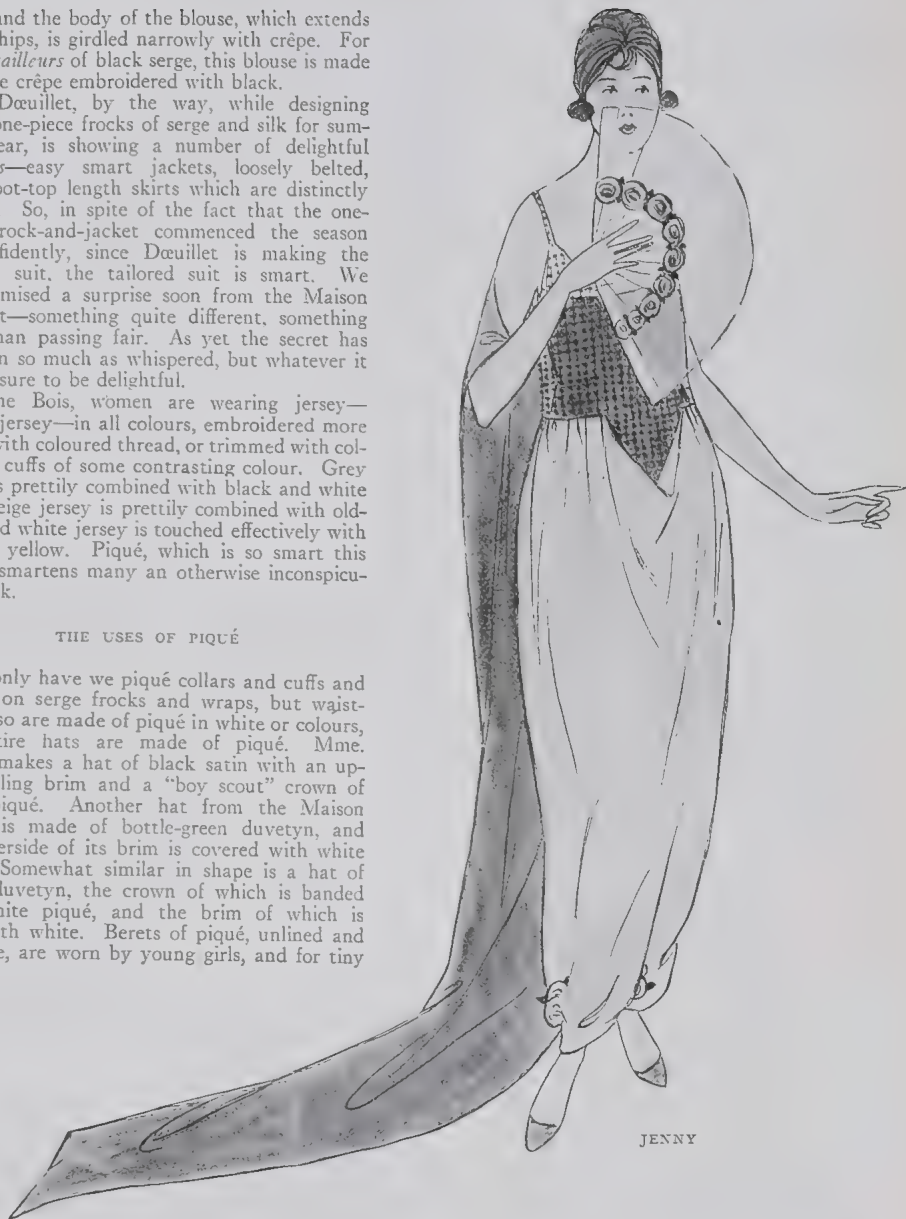 and the body of the blouse, which extends
hips, is girdled narrowly with crêpe. For
ailleurs of black serge, this blouse is made
e crêpe embroidered with black.
Dœuillet, by the way, while designing
one-piece frocks of serge and silk for sum-
ear, is showing a number of delightful
s—easy smart jackets, loosely belted,
oot-top length skirts which are distinctly
So, in spite of the fact that the one-
rock-and-jacket commenced the season
fidently, since Dœuillet is making the
suit, the tailored suit is smart. We
mised a surprise soon from the Maison
t—something quite different, something
han passing fair. As yet the secret has
n so much as whispered, but whatever it
sure to be delightful.
he Bois, women are wearing jersey—
jersey—in all colours, embroidered more
with coloured thread, or trimmed with col-
cuffs of some contrasting colour. Grey
s prettily combined with black and white
eige jersey is prettily combined with old-
d white jersey is touched effectively with
yellow. Piqué, which is so smart this
smartens many an otherwise inconspicu-
k.
THE USES OF PIQUÉ
only have we piqué collars and cuffs and
on serge frocks and wraps, but waist-
so are made of piqué in white or colours,
tire hats are made of piqué. Mme.
makes a hat of black satin with an up-
ling brim and a "boy scout" crown of
iqué. Another hat from the Maison
is made of bottle-green duvetyn, and
erside of its brim is covered with white
Somewhat similar in shape is a hat of
duvetyn, the crown of which is banded
hite piqué, and the brim of which is
th white. Berets of piqué, unlined and
e, are worn by young girls, and for tiny
JENNY